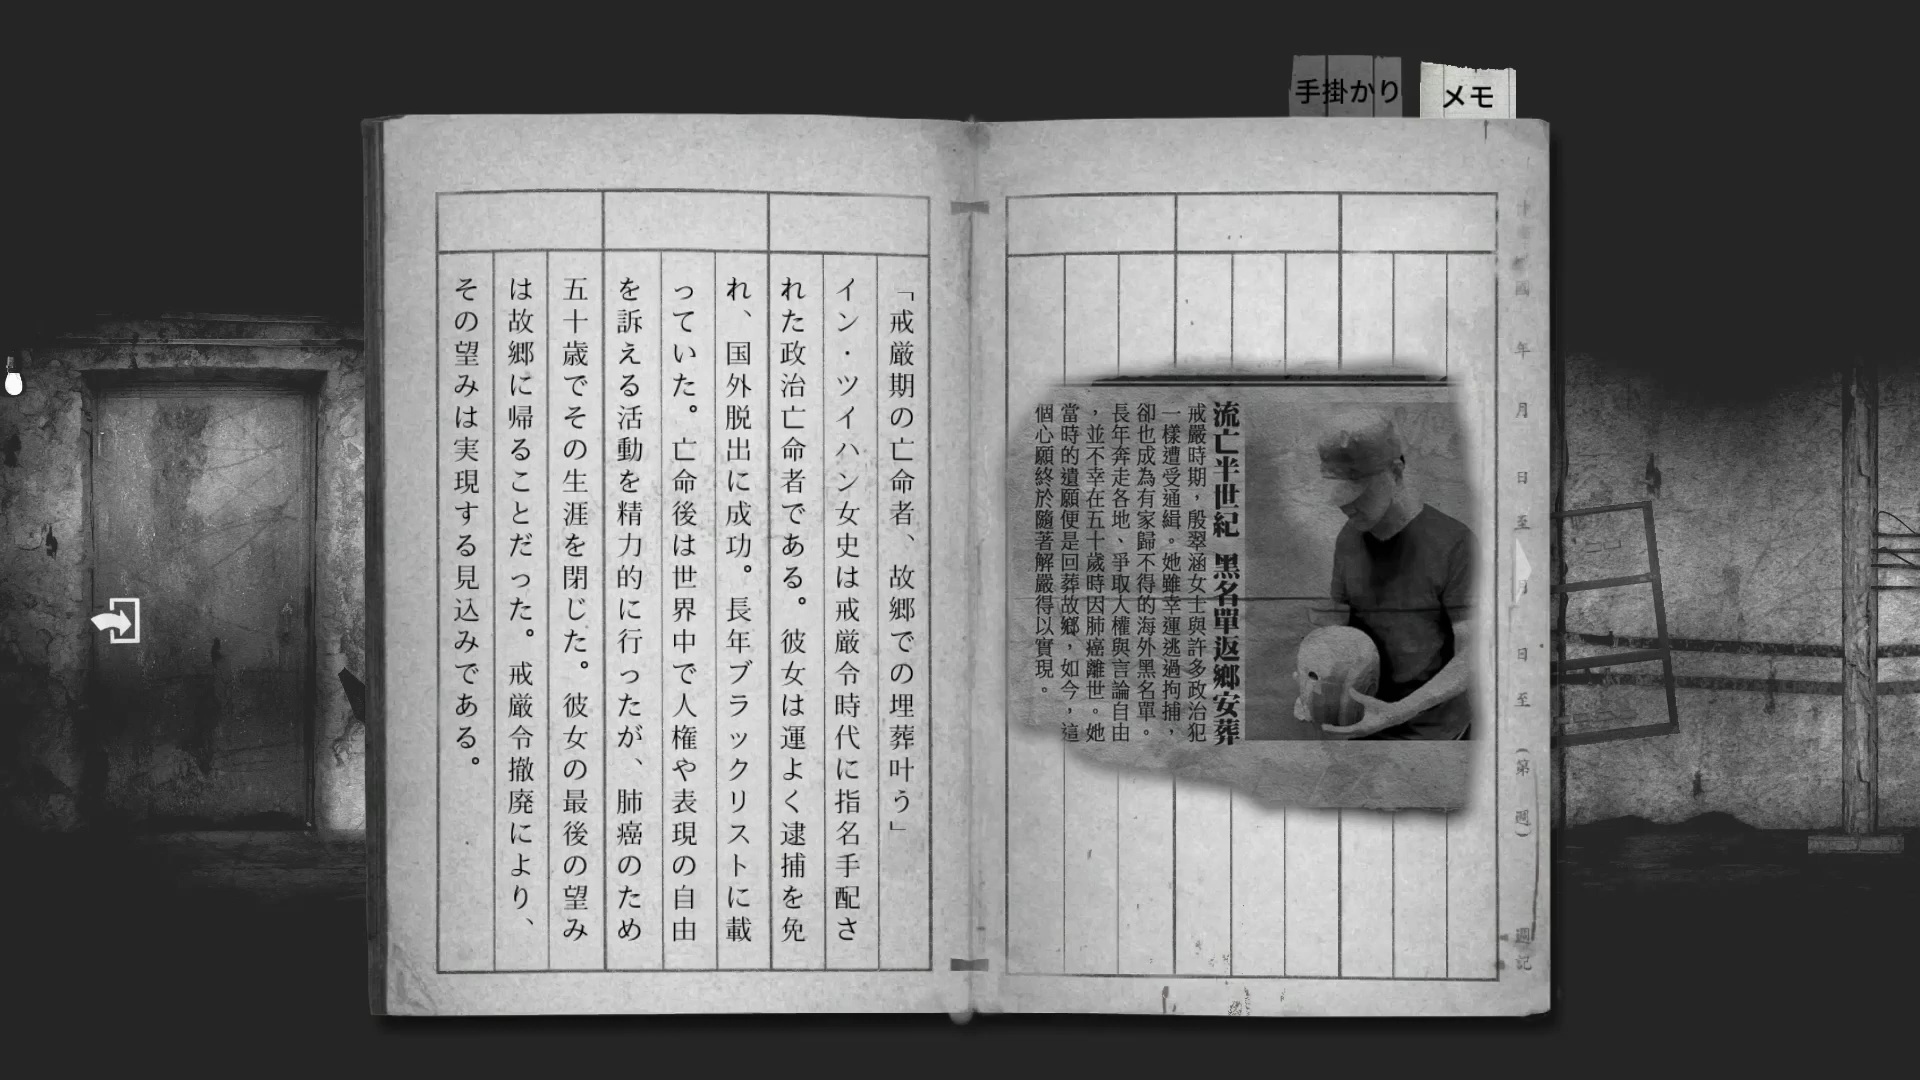 手掛かり
メモ
流亡半世紀 黑名單返鄉安葬
戒嚴時期，殷翠涵女士與許多政治犯
一樣遭受通緝。她雖幸運逃過拘捕，
卻也成為有家歸不得的海外黑名單。
長年奔走各地、爭取人權與言論自由
，並不幸在五十歲時因肺癌離世。她
當時的遺願便是回葬故鄉，如今，這
個心願終於隨著解嚴得以實現。
「戒厳期の亡命者、故郷での埋葬叶う」
イン・ツイハン女史は戒厳令時代に指名手配さ
れた政治亡命者である。彼女は運よく逮捕を免
れ、国外脱出に成功。長年ブラックリストに載
っていた。亡命後は世界中で人権や表現の自由
を訴える活動を精力的に行ったが、肺癌のため
五十歳でその生涯を閉じた。彼女の最後の望み
は故郷に帰ることだった。戒厳令撤廃により、
その望みは実現する見込みである。
國 年 月 日 至 月 日 至 (第 週) 週記